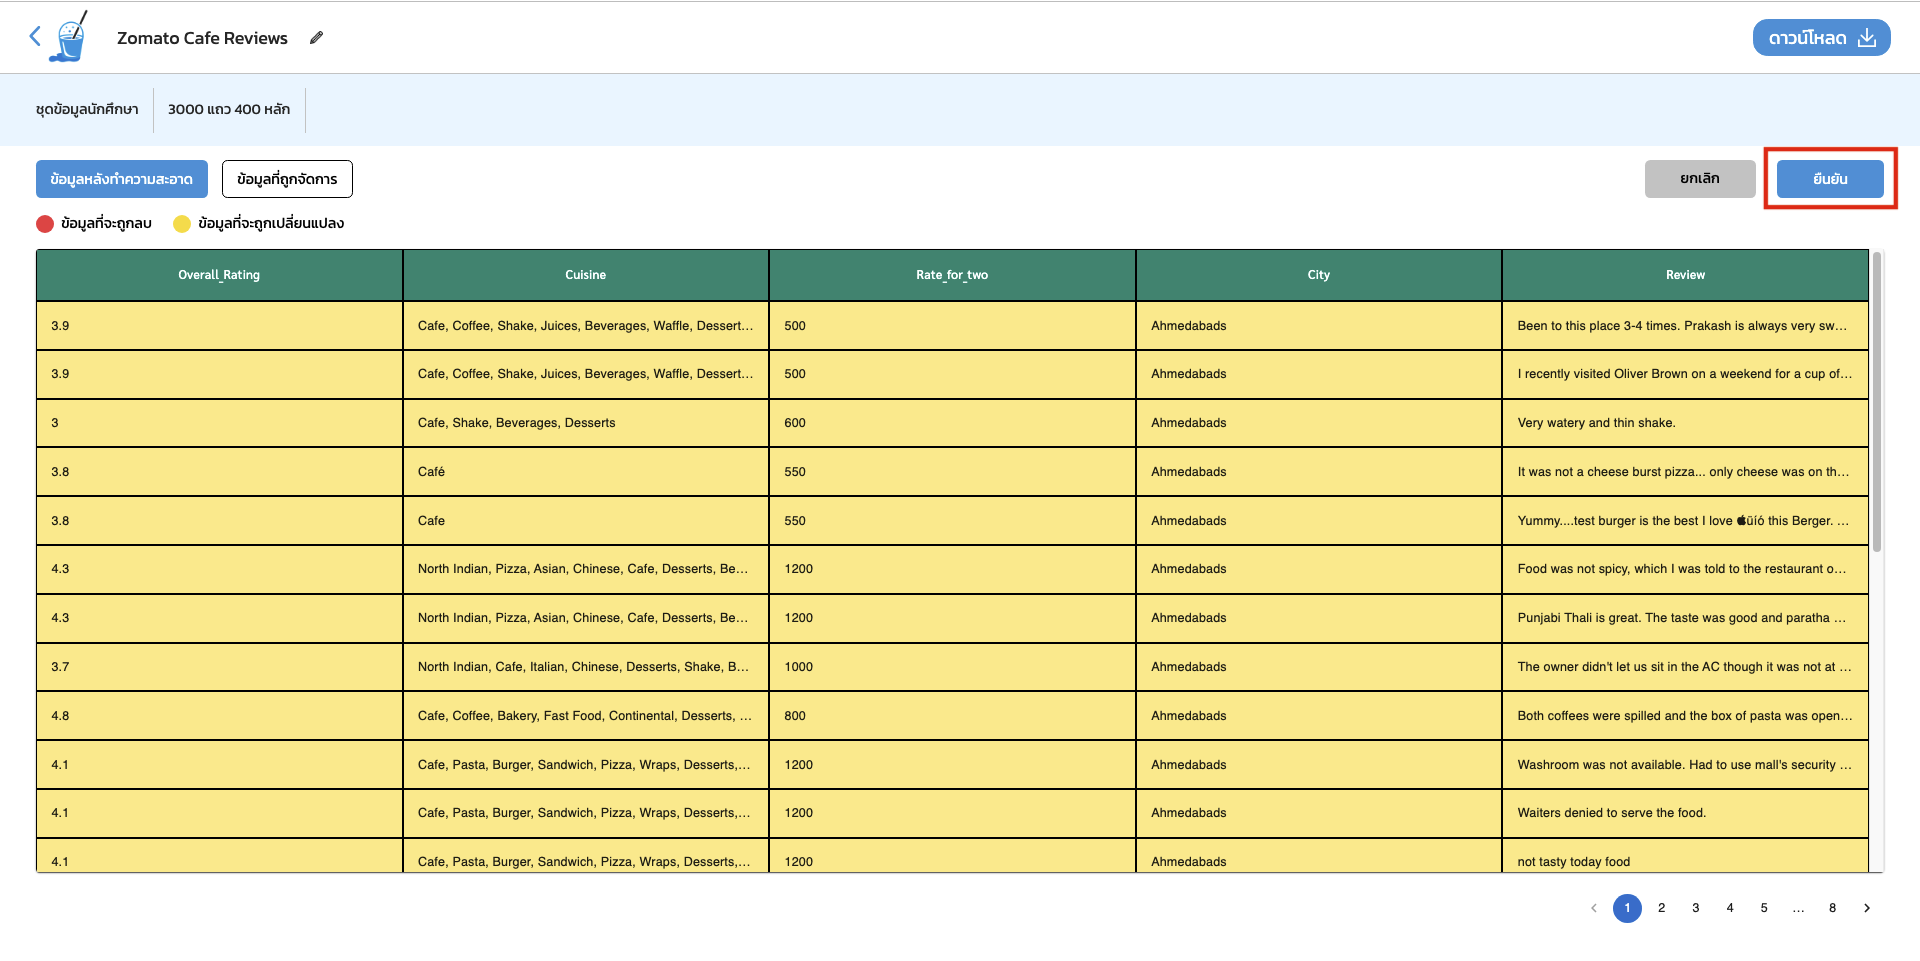 Zomato Cafe Reviews
ดาวน์โหลด
ชุดข้อมูลนักศึกษา 3000 แถว 400 หลัก
ข้อมูลหลังทำความสะอาด ข้อมูลที่ถูกจัดการ ยกเลิก ยืนยัน
ข้อมูลที่จะถูกลบ ข้อมูลที่จะถูกเปลี่ยนแปลง
Overall_Rating Cuisine Rate_for_two City Review
3.9 Cafe, Coffee, Shake, Juices, Beverages, Waffle, Dessert... 500 Ahmedabads Been to this place 3-4 times. Prakash is always very sw...
3.9 Cafe, Coffee, Shake, Juices, Beverages, Waffle, Dessert... 500 Ahmedabads I recently visited Oliver Brown on a weekend for a cup of...
3 Cafe, Shake, Beverages, Desserts 600 Ahmedabads Very watery and thin shake.
3.8 Café 550 Ahmedabads It was not a cheese burst pizza... only cheese was on th...
3.8 Cafe 550 Ahmedabads Yummy....test burger is the best I love üíó this Berger. ...
4.3 North Indian, Pizza, Asian, Chinese, Cafe, Desserts, Be... 1200 Ahmedabads Food was not spicy, which I was told to the restaurant o...
4.3 North Indian, Pizza, Asian, Chinese, Cafe, Desserts, Be... 1200 Ahmedabads Punjabi Thali is great. The taste was good and paratha ...
3.7 North Indian, Cafe, Italian, Chinese, Desserts, Shake, B... 1000 Ahmedabads The owner didn't let us sit in the AC though it was not at ...
4.8 Cafe, Coffee, Bakery, Fast Food, Continental, Desserts, ... 800 Ahmedabads Both coffees were spilled and the box of pasta was open...
4.1 Cafe, Pasta, Burger, Sandwich, Pizza, Wraps, Desserts,... 1200 Ahmedabads Washroom was not available. Had to use mall's security ...
4.1 Cafe, Pasta, Burger, Sandwich, Pizza, Wraps, Desserts,... 1200 Ahmedabads Waiters denied to serve the food.
4.1 Cafe, Pasta, Burger, Sandwich, Pizza, Wraps, Desserts,... 1200 Ahmedabads not tasty today food
1 2 3 4 5 ... 8